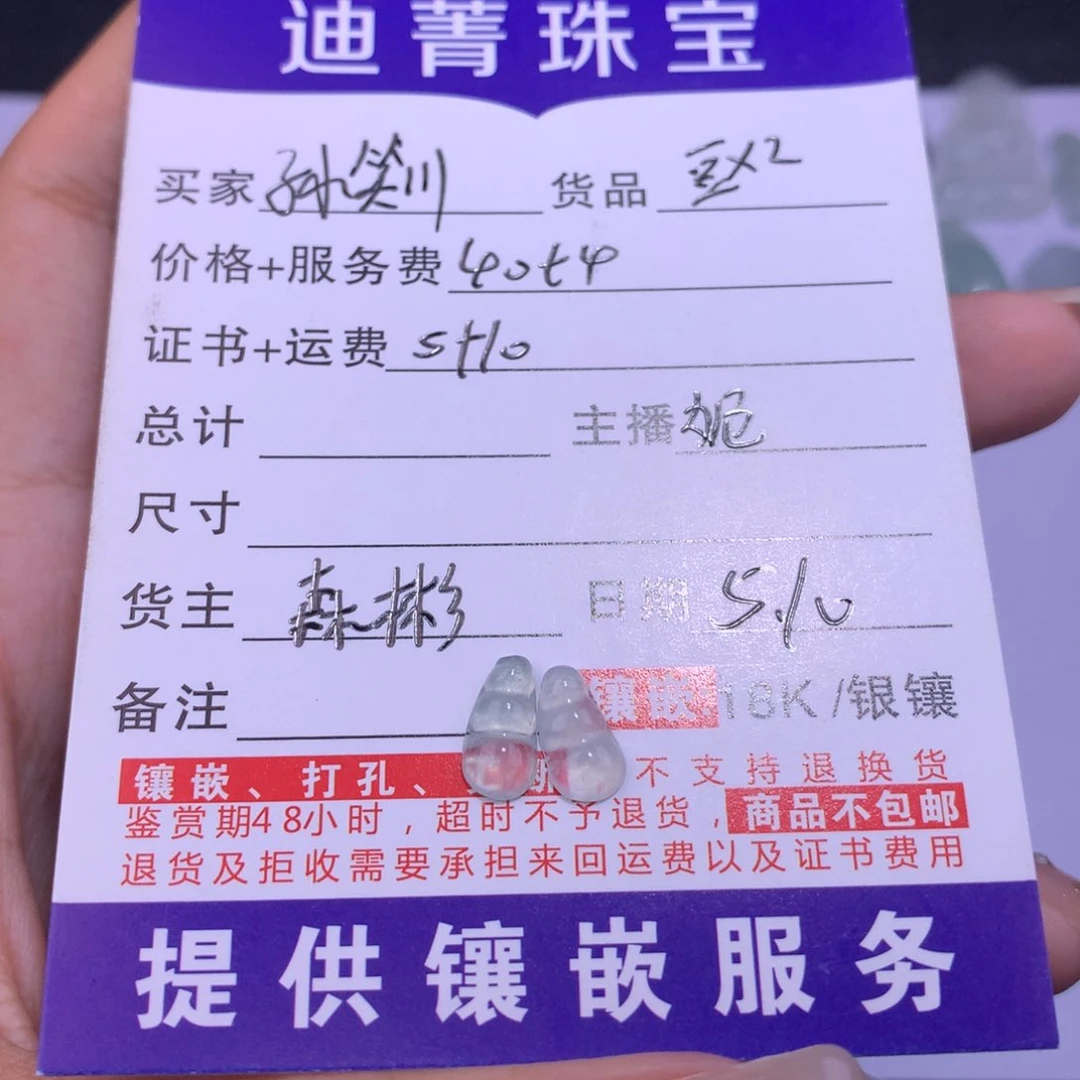 迪菁珠宝
买家 孙笑川 货品 豆x2
价格+服务费 40+4
证书+运费 5+10
总计 主播 妮
尺寸
货主 森彬 日期 5.10
备注 镶嵌 18K/银镶
镶嵌、打孔、 不支持退换货
鉴赏期48小时，超时不予退货，商品不包邮
退货及拒收需要承担来回运费以及证书费用
提供镶嵌服务